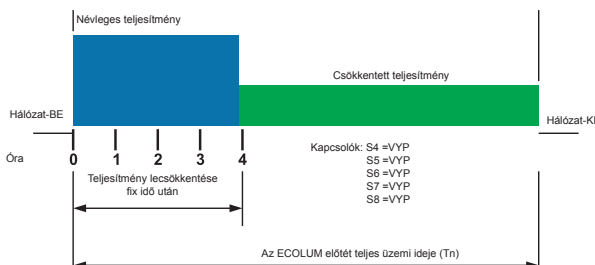 Névleges teljesítmény
Csökkentett teljesítmény
Hálózat-BE
Hálózat-KI
Óra
0 1 2 3 4
Kapcsolók: S4 =VYP
S5 =VYP
S6 =VYP
S7 =VYP
S8 =VYP
Teljesítmény lecsökkentése
fix idő után
Az ECOLUM előtét teljes üzemi ideje (Tn)